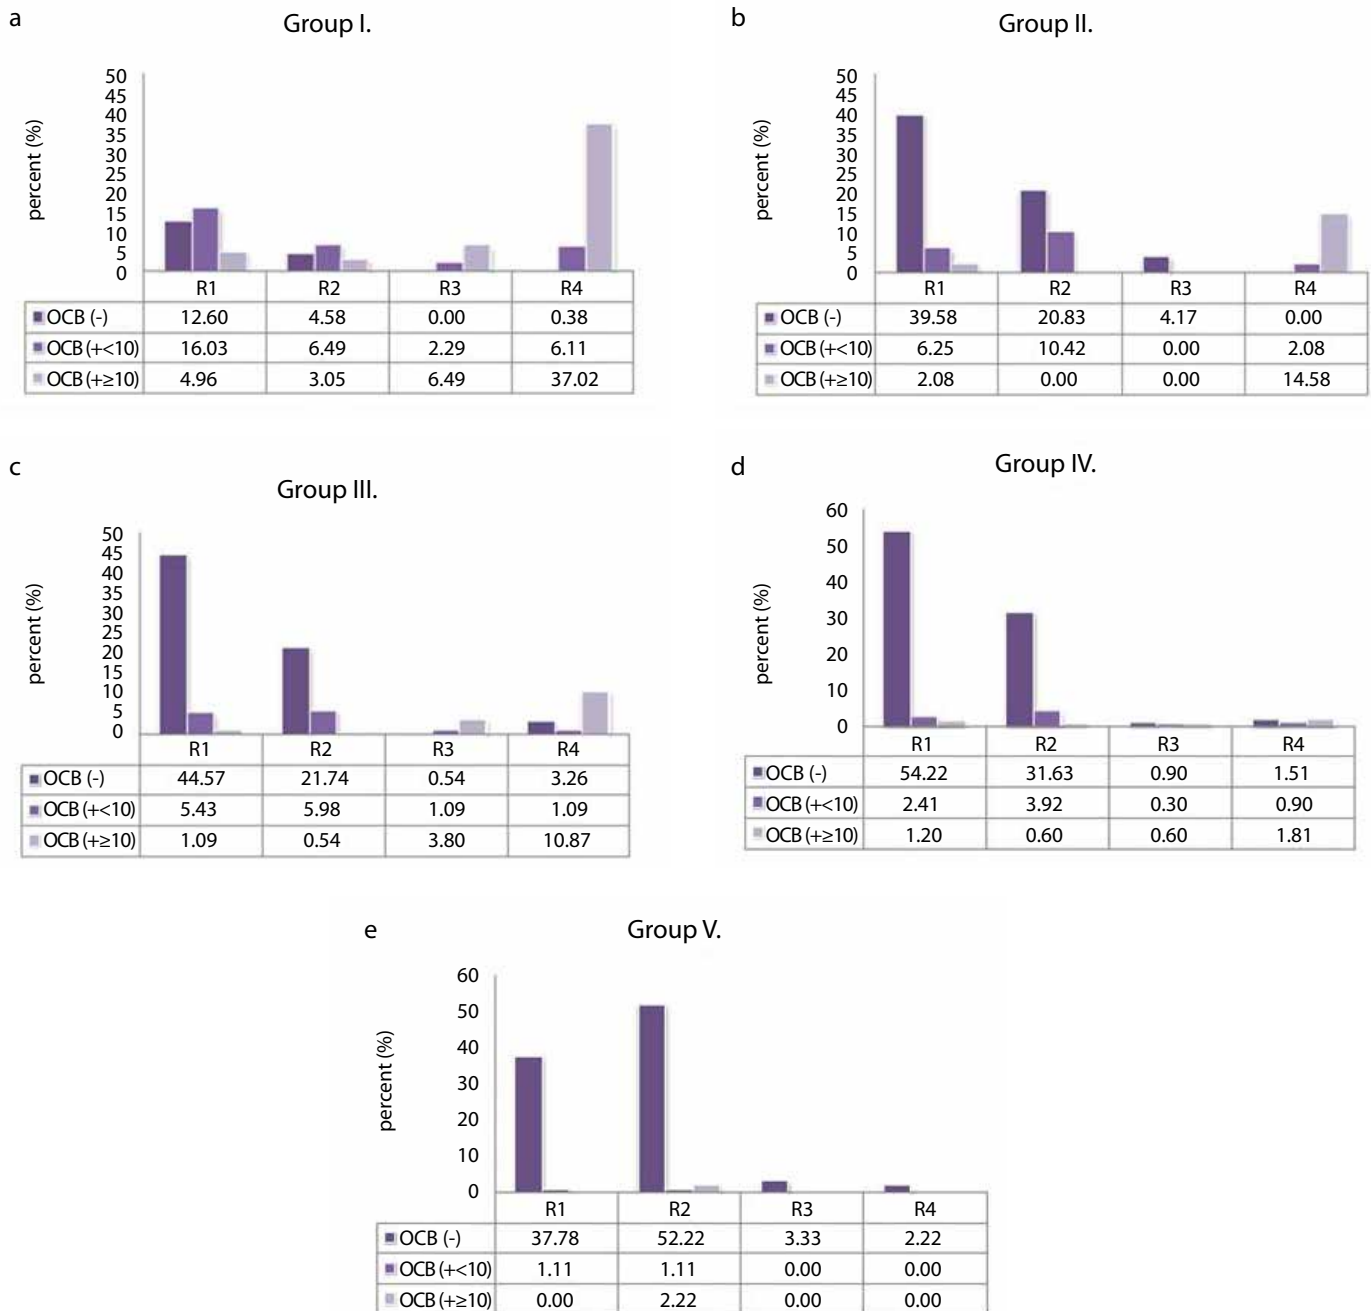 a
Group I.
percent (%)
50
45
40
35
30
25
20
15
10
5
0
R1 R2 R3 R4
OCB (-) 12.60 4.58 0.00 0.38
OCB (+<10) 16.03 6.49 2.29 6.11
OCB (+≥10) 4.96 3.05 6.49 37.02
b
Group II.
percent (%)
50
45
40
35
30
25
20
15
10
5
0
R1 R2 R3 R4
OCB (-) 39.58 20.83 4.17 0.00
OCB (+<10) 6.25 10.42 0.00 2.08
OCB (+≥10) 2.08 0.00 0.00 14.58
c
Group III.
percent (%)
50
45
40
35
30
25
20
15
10
5
0
R1 R2 R3 R4
OCB (-) 44.57 21.74 0.54 3.26
OCB (+<10) 5.43 5.98 1.09 1.09
OCB (+≥10) 1.09 0.54 3.80 10.87
d
Group IV.
percent (%)
60
50
40
30
20
10
0
R1 R2 R3 R4
OCB (-) 54.22 31.63 0.90 1.51
OCB (+<10) 2.41 3.92 0.30 0.90
OCB (+≥10) 1.20 0.60 0.60 1.81
e
Group V.
percent (%)
60
50
40
30
20
10
0
R1 R2 R3 R4
OCB (-) 37.78 52.22 3.33 2.22
OCB (+<10) 1.11 1.11 0.00 0.00
OCB (+≥10) 0.00 2.22 0.00 0.00